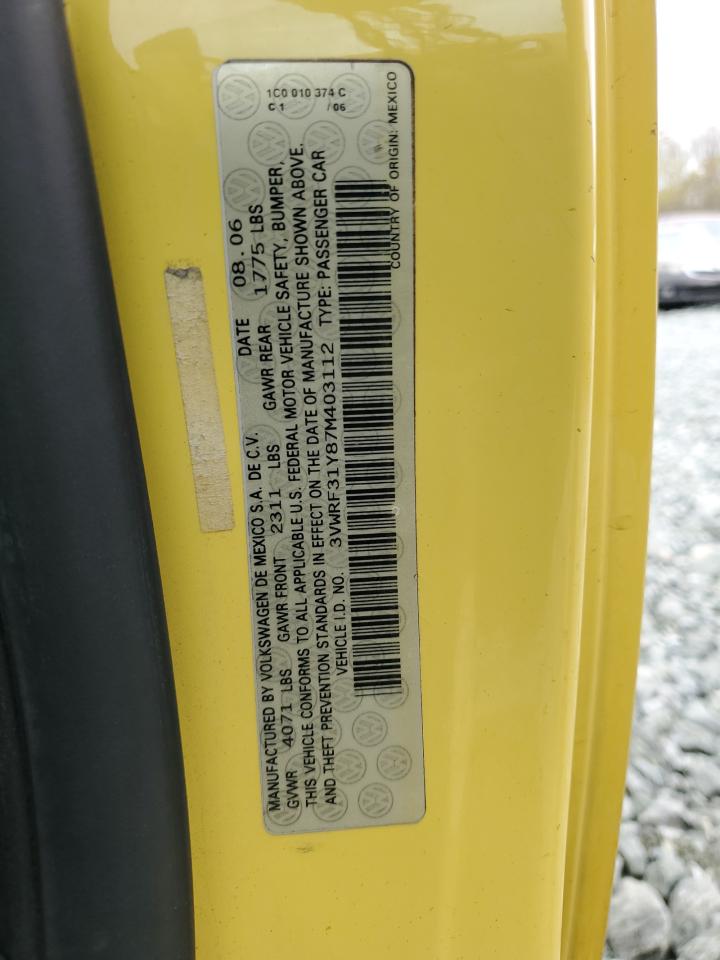 1C0 010 374 C
C 1 / 06
MANUFACTURED BY VOLKSWAGEN DE MEXICO S.A. DE C.V. DATE 08.06
GVWR 4071 LBS GAWR FRONT 2311 LBS GAWR REAR 1775 LBS
THIS VEHICLE CONFORMS TO ALL APPLICABLE U.S. FEDERAL MOTOR VEHICLE SAFETY, BUMPER,
AND THEFT PREVENTION STANDARDS IN EFFECT ON THE DATE OF MANUFACTURE SHOWN ABOVE.
VEHICLE I.D. NO. 3VWRF31Y87M403112 TYPE: PASSENGER CAR
COUNTRY OF ORIGIN: MEXICO